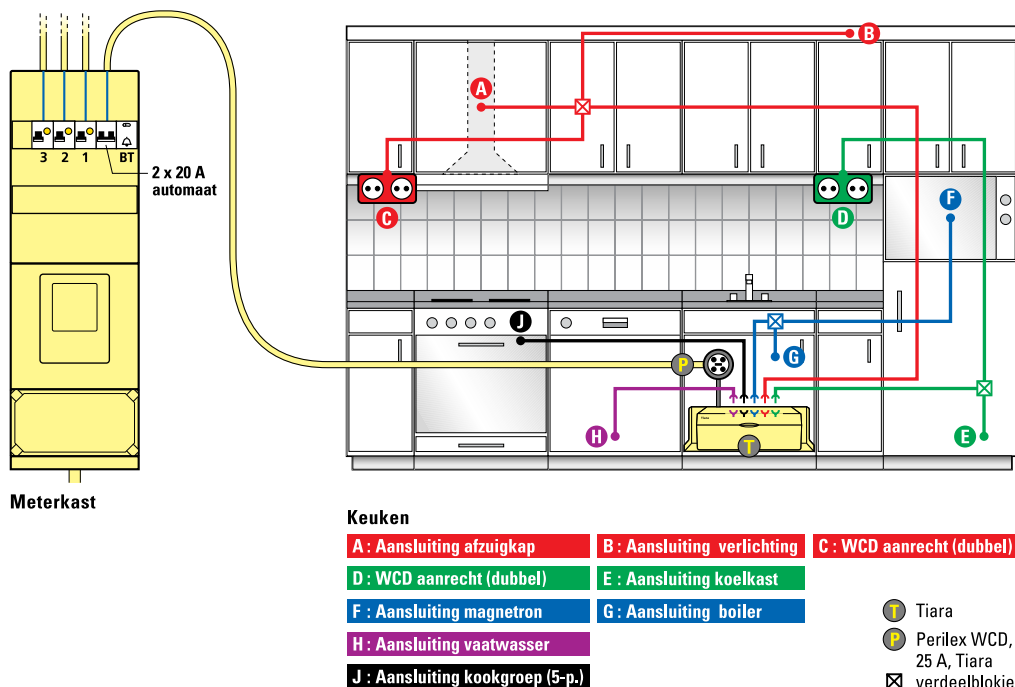 3 2 1 BT
2 x 20 A
automaat
Meterkast
A
B
C
D
F
J
P
G
H
T
E
Keuken
A : Aansluiting afzuigkap
B : Aansluiting verlichting
C : WCD aanrecht (dubbel)
D : WCD aanrecht (dubbel)
E : Aansluiting koelkast
F : Aansluiting magnetron
G : Aansluiting boiler
H : Aansluiting vaatwasser
J : Aansluiting kookgroep (5-p.)
T Tiara
P Perilex WCD,
25 A, Tiara
verdeelblokje